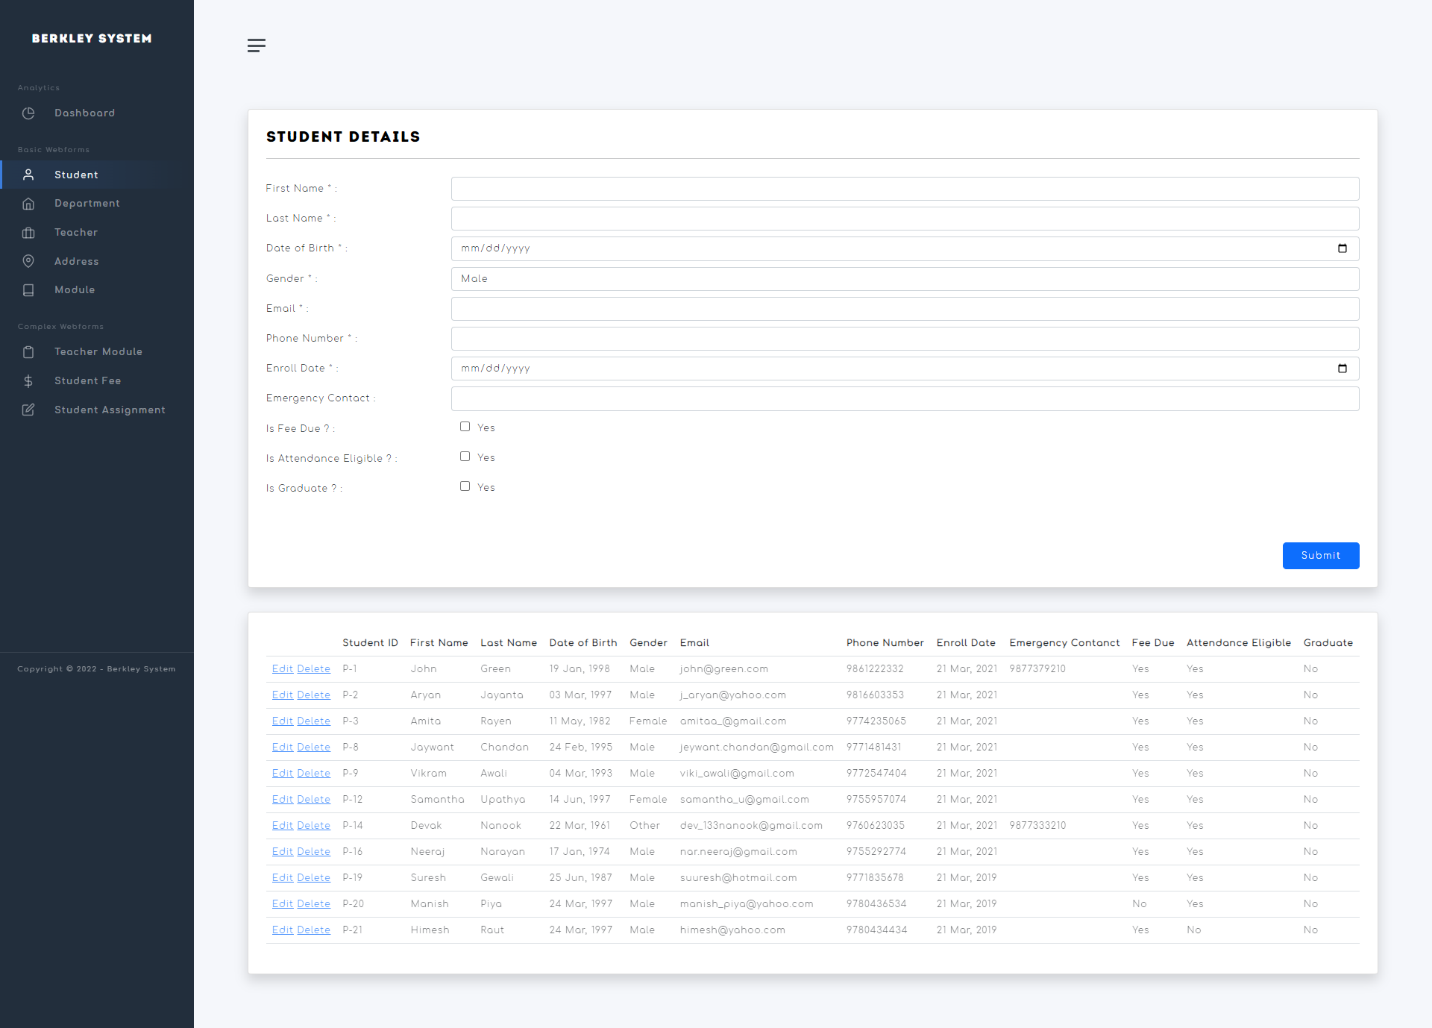 BERKLEY SYSTEM
Analytics
Dashboard
Basic Webforms
Student
Department
Teacher
Address
Module
Complex Webforms
Teacher Module
Student Fee
Student Assignment
Copyright © 2022 - Berkley System
STUDENT DETAILS
First Name * :
Last Name * :
Date of Birth * : mm/dd/yyyy
Gender * : Male
Email * :
Phone Number * :
Enroll Date * : mm/dd/yyyy
Emergency Contact :
Is Fee Due ? : Yes
Is Attendance Eligible ? : Yes
Is Graduate ? : Yes
Submit
Student ID First Name Last Name Date of Birth Gender Email Phone Number Enroll Date Emergency Contanct Fee Due Attendance Eligible Graduate
Edit Delete P-1 John Green 19 Jan, 1998 Male john@green.com 9861222332 21 Mar, 2021 9877379210 Yes Yes No
Edit Delete P-2 Aryan Jayanta 03 Mar, 1997 Male j_aryan@yahoo.com 9816603353 21 Mar, 2021 Yes Yes No
Edit Delete P-3 Amita Rayen 11 May, 1982 Female amitaa_@gmail.com 9774235065 21 Mar, 2021 Yes Yes No
Edit Delete P-8 Jaywant Chandan 24 Feb, 1995 Male jeywant.chandan@gmail.com 9771481431 21 Mar, 2021 Yes Yes No
Edit Delete P-9 Vikram Awali 04 Mar, 1993 Male viki_awali@gmail.com 9772547404 21 Mar, 2021 Yes Yes No
Edit Delete P-12 Samantha Upathya 14 Jun, 1997 Female samantha_u@gmail.com 9755957074 21 Mar, 2021 Yes Yes No
Edit Delete P-14 Devak Nanook 22 Mar, 1961 Other dev_133nanook@gmail.com 9760623035 21 Mar, 2021 9877333210 Yes Yes No
Edit Delete P-16 Neeraj Narayan 17 Jan, 1974 Male nar.neeraj@gmail.com 9755292774 21 Mar, 2021 Yes Yes No
Edit Delete P-19 Suresh Gewali 25 Jun, 1987 Male suuresh@hotmail.com 9771835678 21 Mar, 2019 Yes Yes No
Edit Delete P-20 Manish Piya 24 Mar, 1997 Male manish_piya@yahoo.com 9780436534 21 Mar, 2019 No Yes No
Edit Delete P-21 Himesh Raut 24 Mar, 1997 Male himesh@yahoo.com 9780434434 21 Mar, 2019 Yes No No